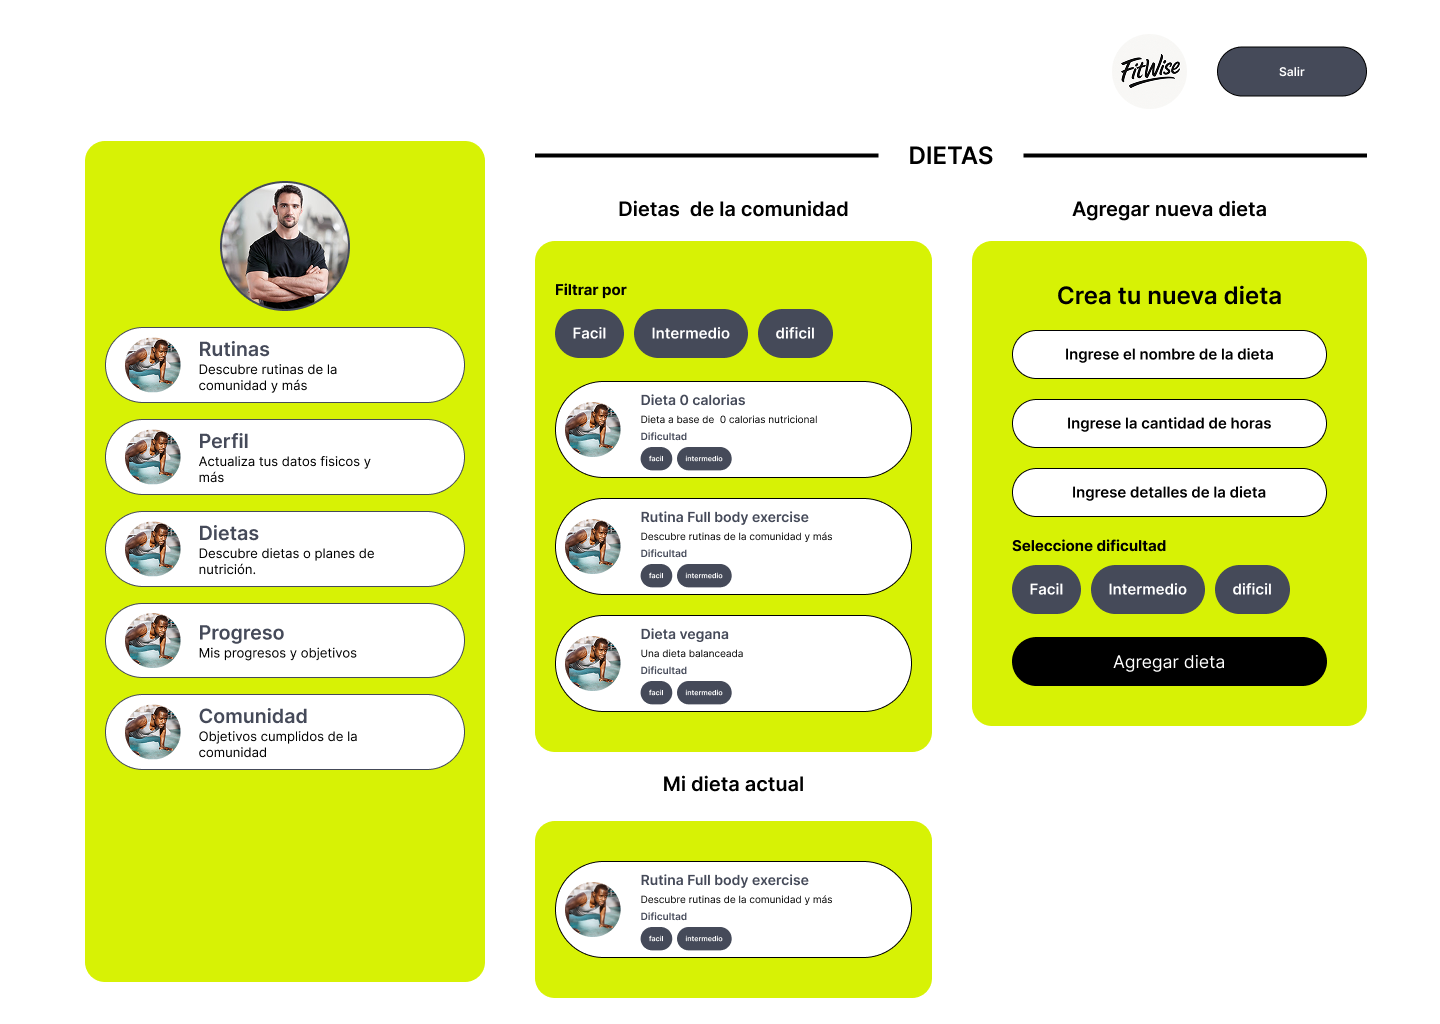 FitWise
Salir
Rutinas
Descubre rutinas de la
comunidad y más
Perfil
Actualiza tus datos fisicos y
más
Dietas
Descubre dietas o planes de
nutrición.
Progreso
Mis progresos y objetivos
Comunidad
Objetivos cumplidos de la
comunidad
DIETAS
Dietas de la comunidad
Filtrar por
Facil Intermedio dificil
Dieta 0 calorias
Dieta a base de 0 calorias nutricional
Dificultad
facil intermedio
Rutina Full body exercise
Descubre rutinas de la comunidad y más
Dificultad
facil intermedio
Dieta vegana
Una dieta balanceada
Dificultad
facil intermedio
Mi dieta actual
Rutina Full body exercise
Descubre rutinas de la comunidad y más
Dificultad
facil intermedio
Agregar nueva dieta
Crea tu nueva dieta
Ingrese el nombre de la dieta
Ingrese la cantidad de horas
Ingrese detalles de la dieta
Seleccione dificultad
Facil Intermedio dificil
Agregar dieta